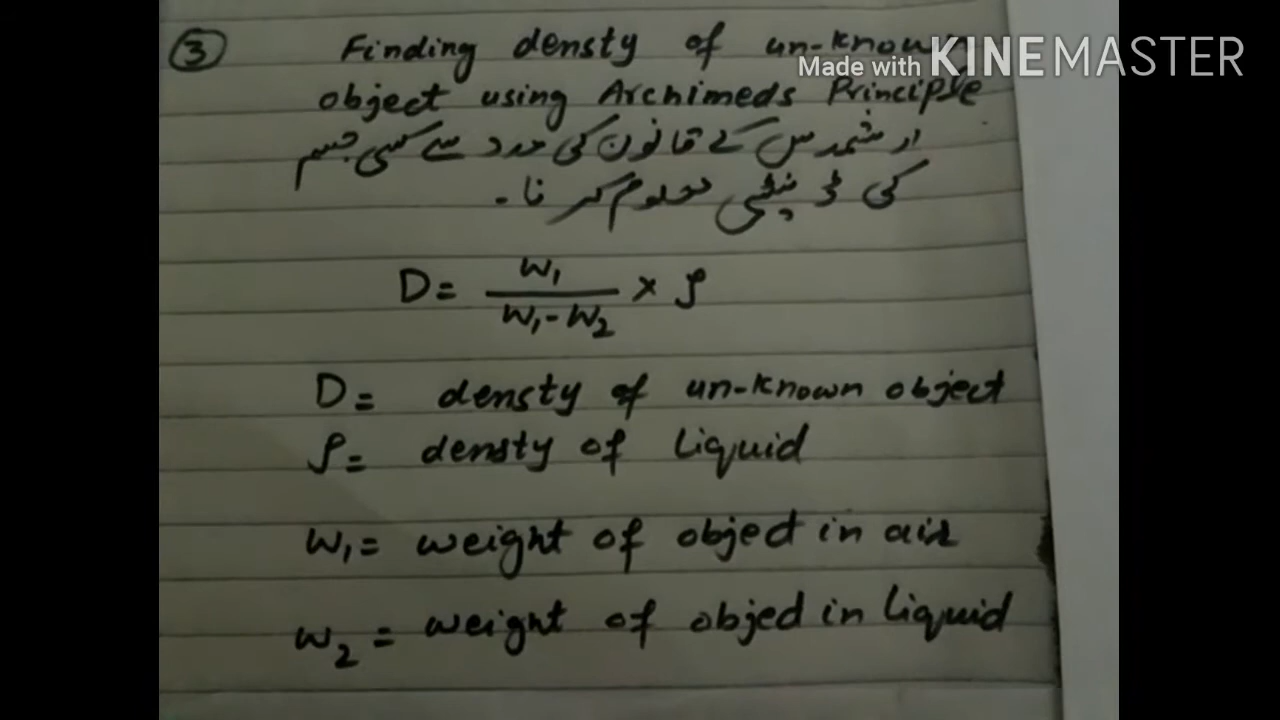 ③ Finding densty of un-known
object using Archimeds Principle
ارشمدس کے قانون کی مدد سے کسی جسم
کی ڈینسٹی معلوم کرنا۔
D = W₁ / W₁ - W₂ × ρ
D = densty of un-known object
ρ = densty of liquid
W₁ = weight of objed in air
W₂ = weight of objed in liquid
Made with KINEMASTER